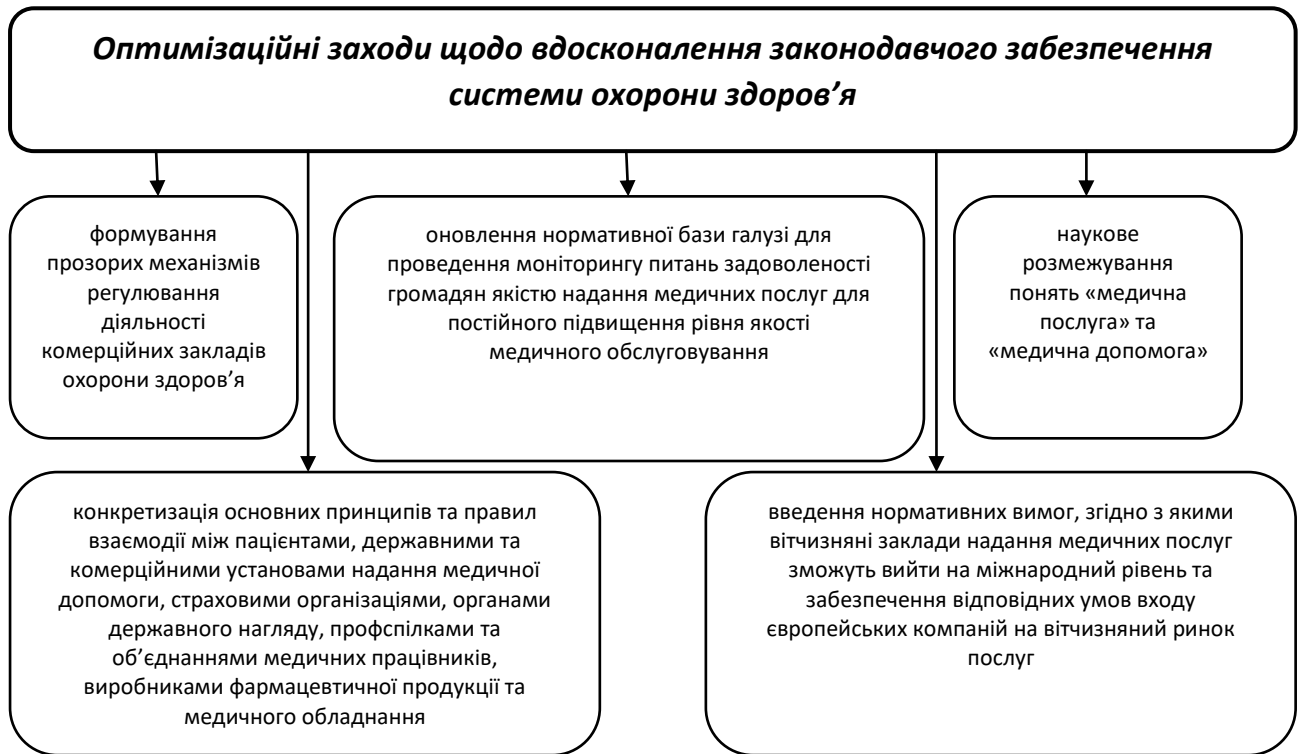 Оптимізаційні заходи щодо вдосконалення законодавчого забезпечення
системи охорони здоров’я
формування
прозорих механізмів
регулювання
діяльності
комерційних закладів
охорони здоров’я
оновлення нормативної бази галузі для
проведення моніторингу питань задоволеності
громадян якістю надання медичних послуг для
постійного підвищення рівня якості
медичного обслуговування
наукове
розмежування
понять «медична
послуга» та
«медична допомога»
конкретизація основних принципів та правил
взаємодії між пацієнтами, державними та
комерційними установами надання медичної
допомоги, страховими організаціями, органами
державного нагляду, профспілками та
об’єднаннями медичних працівників,
виробниками фармацевтичної продукції та
медичного обладнання
введення нормативних вимог, згідно з якими
вітчизняні заклади надання медичних послуг
зможуть вийти на міжнародний рівень та
забезпечення відповідних умов входу
європейських компаній на вітчизняний ринок
послуг